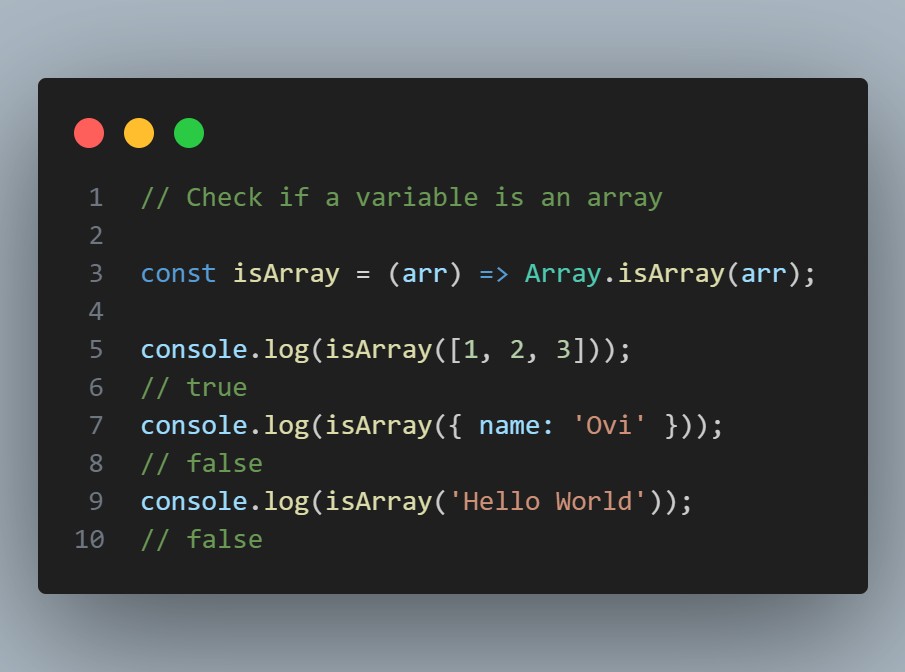 1 // Check if a variable is an array
2
3 const isArray = (arr) => Array.isArray(arr);
4
5 console.log(isArray([1, 2, 3]));
6 // true
7 console.log(isArray({ name: 'Ovi' }));
8 // false
9 console.log(isArray('Hello World'));
10 // false